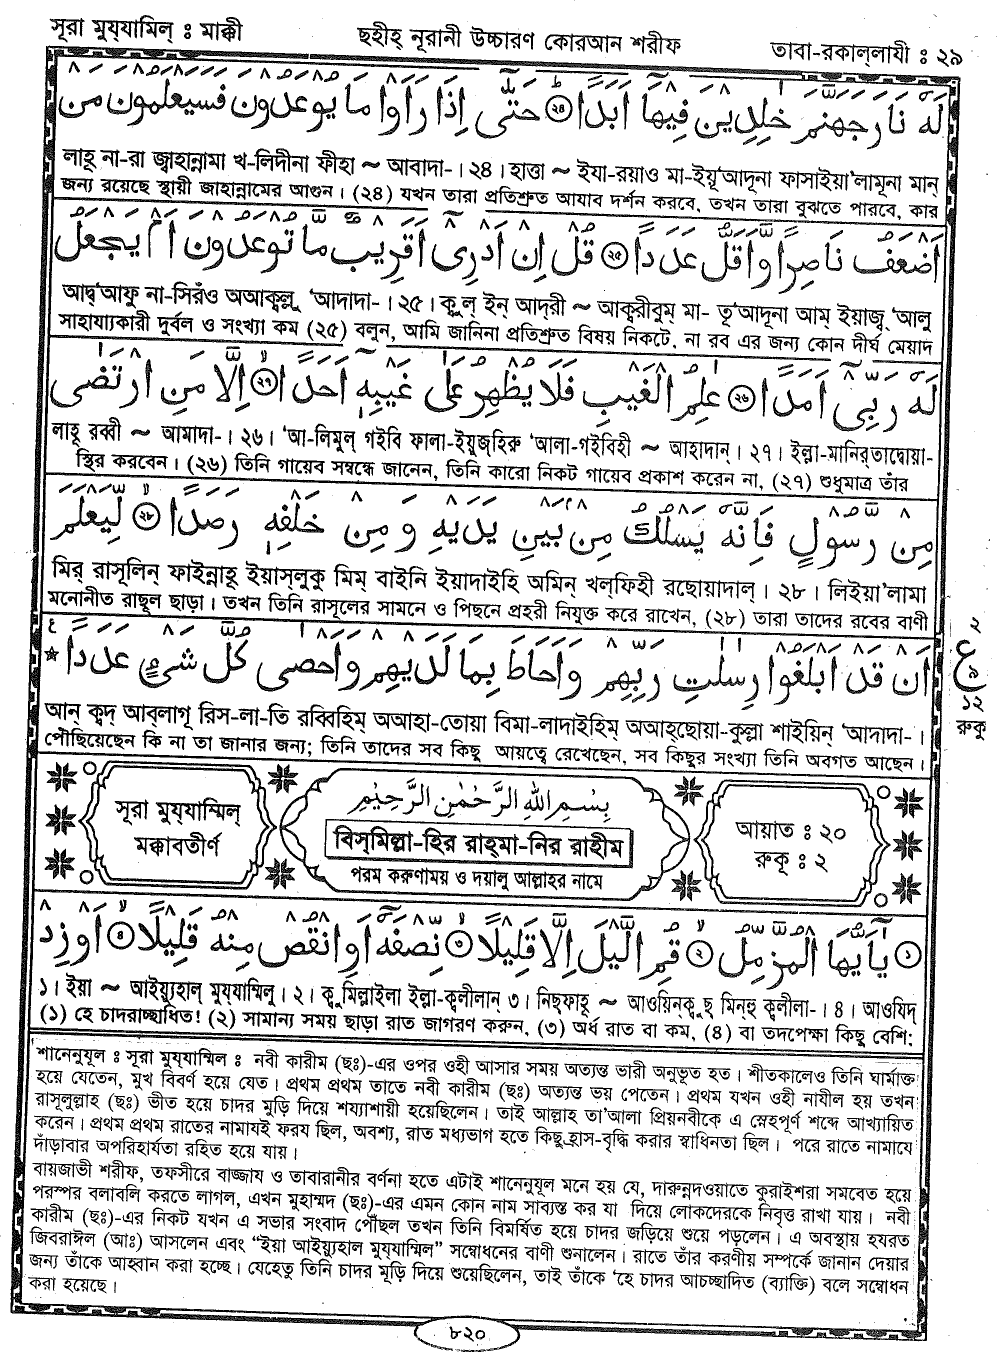 সূরা মুয্যামিল্ ঃ মাক্কী
ছহীহ্ নূরানী উচ্চারণ কোরআন শরীফ
তাবা-রকাল্লাযী ঃ ২৯
لَهٗ نَارَ جَهَنَّمَ خٰلِدِيْنَ فِيْهَاۤ اَبَدًا ﴿٢٣﴾ حَتّٰۤى اِذَا رَاَوْا مَا يُوْعَدُوْنَ فَسَيَعْلَمُوْنَ مَنْ
লাহূ না-রা জ্বাহান্নামা খ-লিদীনা ফীহা ~ আবাদা-। ২৪। হাত্তা ~ ইযা-রয়াও মা-ইয়ূ‘আদূনা ফাসাইয়া’লামূনা মান্
জন্য রয়েছে স্থায়ী জাহান্নামের আগুন। (২৪) যখন তারা প্রতিশ্রুত আযাব দর্শন করবে, তখন তারা বুঝতে পারবে, কার
اَضْعَفُ نَاصِرًا وَّاَقَلُّ عَدَدًا ﴿٢٤﴾ قُلْ اِنْ اَدْرِيْۤ اَقَرِيْبٌ مَّا تُوْعَدُوْنَ اَمْ يَجْعَلُ
আদ্ব‘আফু না-সিরঁও অআক্বল্লু ‘আদাদা-। ২৫। ক্বুল্ ইন্ আদ্রী ~ আক্বরীবুম্ মা- তূ‘আদূনা আম্ ইয়াজ্ব্ ‘আলু
সাহায্যকারী দূর্বল ও সংখ্যা কম (২৫) বলুন, আমি জানিনা প্রতিশ্রুত বিষয় নিকটে, না রব এর জন্য কোন দীর্ঘ মেয়াদ
لَهٗ رَبِّيْۤ اَمَدًا ﴿٢٥﴾ عٰلِمُ الْغَيْبِ فَلَا يُظْهِرُ عَلٰى غَيْبِهٖۤ اَحَدًا ﴿٢٦﴾ اِلَّا مَنِ ارْتَضٰى
লাহূ রব্বী ~ আমাদা-। ২৬। ‘আ-লিমুল্ গইবি ফালা-ইয়ুজ্হিরু ‘আলা-গইবিহী ~ আহাদান্। ২৭। ইল্লা-মানির্‌তাদ্বোয়া-
স্থির করবেন। (২৬) তিনি গায়েব সম্বন্ধে জানেন, তিনি কারো নিকট গায়েব প্রকাশ করেন না, (২৭) শুধুমাত্র তাঁর
مِنْ رَّسُوْلٍ فَاِنَّهٗ يَسْلُكُ مِنْۢ بَيْنِ يَدَيْهِ وَمِنْ خَلْفِهٖ رَصَدًا ﴿٢٧﴾ لِّيَعْلَمَ
মির্ রাসূলিন্ ফাইন্নাহূ ইয়াস্লুকু মিম্ বাইনি ইয়াদাইহি অমিন্ খল্ফিহী রছোয়াদাল্। ২৮। লিইয়া’লামা
মনোনীত রাছূল ছাড়া। তখন তিনি রাসূলের সামনে ও পিছনে প্রহরী নিযুক্ত করে রাখেন, (২৮) তারা তাদের রবের বাণী
اَنْ قَدْ اَبْلَغُوْا رِسٰلٰتِ رَبِّهِمْ وَاَحَاطَ بِمَا لَدَيْهِمْ وَاَحْصٰى كُلَّ شَيْءٍ عَدَدًا
২
ع
৯
১২
রুকু
আন্ ক্বদ্ আব্লাগূ রিস-লা-তি রব্বিহিম্ অআহা-ত্বোয়া বিমা-লাদাইহিম্ অআহ্ছোয়া-কুল্লা শাইয়িন্ ‘আদাদা-।
পৌছিয়েছেন কি না তা জানার জন্য; তিনি তাদের সব কিছু আয়ত্বে রেখেছেন, সব কিছুর সংখ্যা তিনি অবগত আছেন।
সূরা মুয্যাম্মিল্
মক্কাবতীর্ণ
بِسْمِ اللّٰهِ الرَّحْمٰنِ الرَّحِيْمِ
বিস্মিল্লা-হির রাহ্মা-নির রাহীম
পরম করুণাময় ও দয়ালু আল্লাহর নামে
আয়াত ঃ ২০
রুকূ ঃ ২
﴿١﴾ يٰۤاَيُّهَا الْمُزَّمِّلُ ﴿٢﴾ قُمِ الَّيْلَ اِلَّا قَلِيْلًا ﴿٣﴾ نِّصْفَهٗۤ اَوِ انْقُصْ مِنْهُ قَلِيْلًا ﴿٤﴾ اَوْ زِدْ
১। ইয়া ~ আইয়্যুহাল্ মুয্যাম্মিলু। ২। ক্বু মিল্লাইলা ইল্লা-ক্বলীলান্ ৩। নিছ্ফাহূ ~ আওয়িন্ক্বু ছ্ মিন্হু ক্বলীলা-। ৪। আওযিদ্
(১) হে চাদরাচ্ছাধিত! (২) সামান্য সময় ছাড়া রাত জাগরণ করুন, (৩) অর্ধ রাত বা কম, (৪) বা তদপেক্ষা কিছু বেশি;
শানেনুযূল ঃ সূরা মুয্যাম্মিল ঃ নবী কারীম (ছঃ)-এর ওপর ওহী আসার সময় অত্যন্ত ভারী অনুভূত হত। শীতকালেও তিনি ঘার্মাক্ত
হয়ে যেতেন, মুখ বিবর্ণ হয়ে যেত। প্রথম প্রথম তাতে নবী কারীম (ছঃ) অত্যন্ত ভয় পেতেন। প্রথম যখন ওহী নাযীল হয় তখন
রাসূলুল্লাহ (ছঃ) ভীত হয়ে চাদর মূড়ি দিয়ে শয্যাশায়ী হয়েছিলেন। তাই আল্লাহ তা’আলা প্রিয়নবীকে এ স্নেহপূর্ণ শব্দে আখ্যায়িত
করেন। প্রথম প্রথম রাতের নামাযই ফরয ছিল, অবশ্য, রাত মধ্যভাগ হতে কিছু হ্রাস-বৃদ্ধি করার স্বাধিনতা ছিল। পরে রাতে নামাযে
দাঁড়াবার অপরিহার্যতা রহিত হয়ে যায়।
বায়জাভী শরীফ, তফসীরে বাজ্জায ও তাবারানীর বর্ণনা হতে এটাই শানেনুযূল মনে হয় যে, দারুন্নদওয়াতে কুরাইশরা সমবেত হয়ে
পরস্পর বলাবলি করতে লাগল, এখন মুহাম্মদ (ছঃ)-এর এমন কোন নাম সাব্যস্ত কর যা দিয়ে লোকদেরকে নিবৃত্ত রাখা যায়। নবী
কারীম (ছঃ)-এর নিকট যখন এ সভার সংবাদ পৌঁছল তখন তিনি বিমর্ষিত হয়ে চাদর জড়িয়ে শুয়ে পড়লেন। এ অবস্থায় হযরত
জিবরাঈল (আঃ) আসলেন এবং “ইয়া আইয়্যুহাল মুয্যাম্মিল” সম্বোধনের বাণী শুনালেন। রাতে তাঁর করণীয় সম্পর্কে জানান দেয়ার
জন্য তাঁকে আহ্বান করা হচ্ছে। যেহেতু তিনি চাদর মূড়ি দিয়ে শুয়েছিলেন, তাই তাঁকে ‘হে চাদর আচচ্ছাদিত (ব্যাক্তি) বলে সম্বোধন
করা হয়েছে।
৮২০